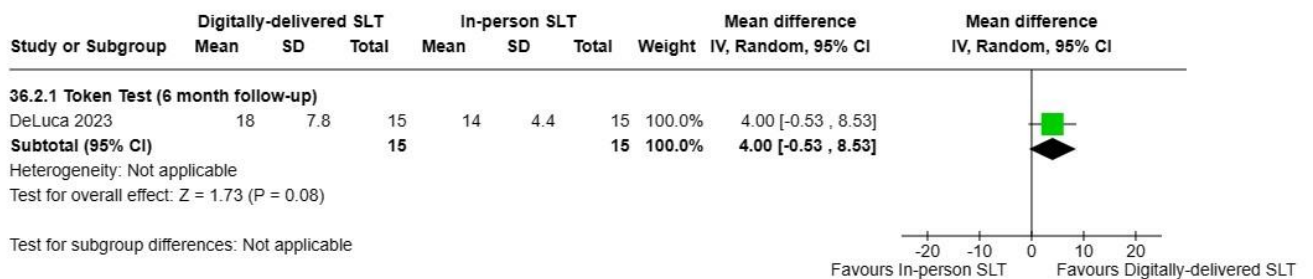 Digitally-delivered SLT In-person SLT Mean difference Mean difference
Study or Subgroup Mean SD Total Mean SD Total Weight IV, Random, 95% CI IV, Random, 95% CI
36.2.1 Token Test (6 month follow-up)
DeLuca 2023 18 7.8 15 14 4.4 15 100.0% 4.00 [-0.53 , 8.53]
Subtotal (95% CI) 15 15 100.0% 4.00 [-0.53 , 8.53]
Heterogeneity: Not applicable
Test for overall effect: Z = 1.73 (P = 0.08)
Test for subgroup differences: Not applicable
-20 -10 0 10 20
Favours In-person SLT Favours Digitally-delivered SLT